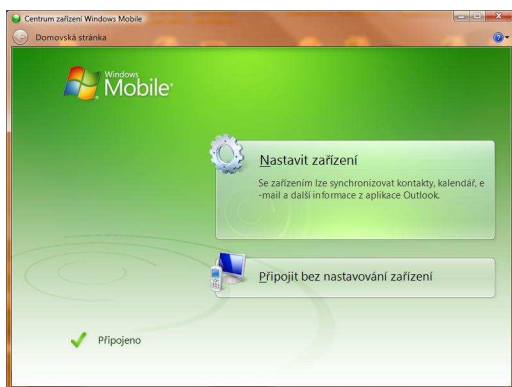 Centrum zařízení Windows Mobile
Domovská stránka
Windows
Mobile
Nastavit zařízení
Se zařízením lze synchronizovat kontakty, kalendář, e
-mail a další informace z aplikace Outlook.
Připojit bez nastavování zařízení
Připojeno